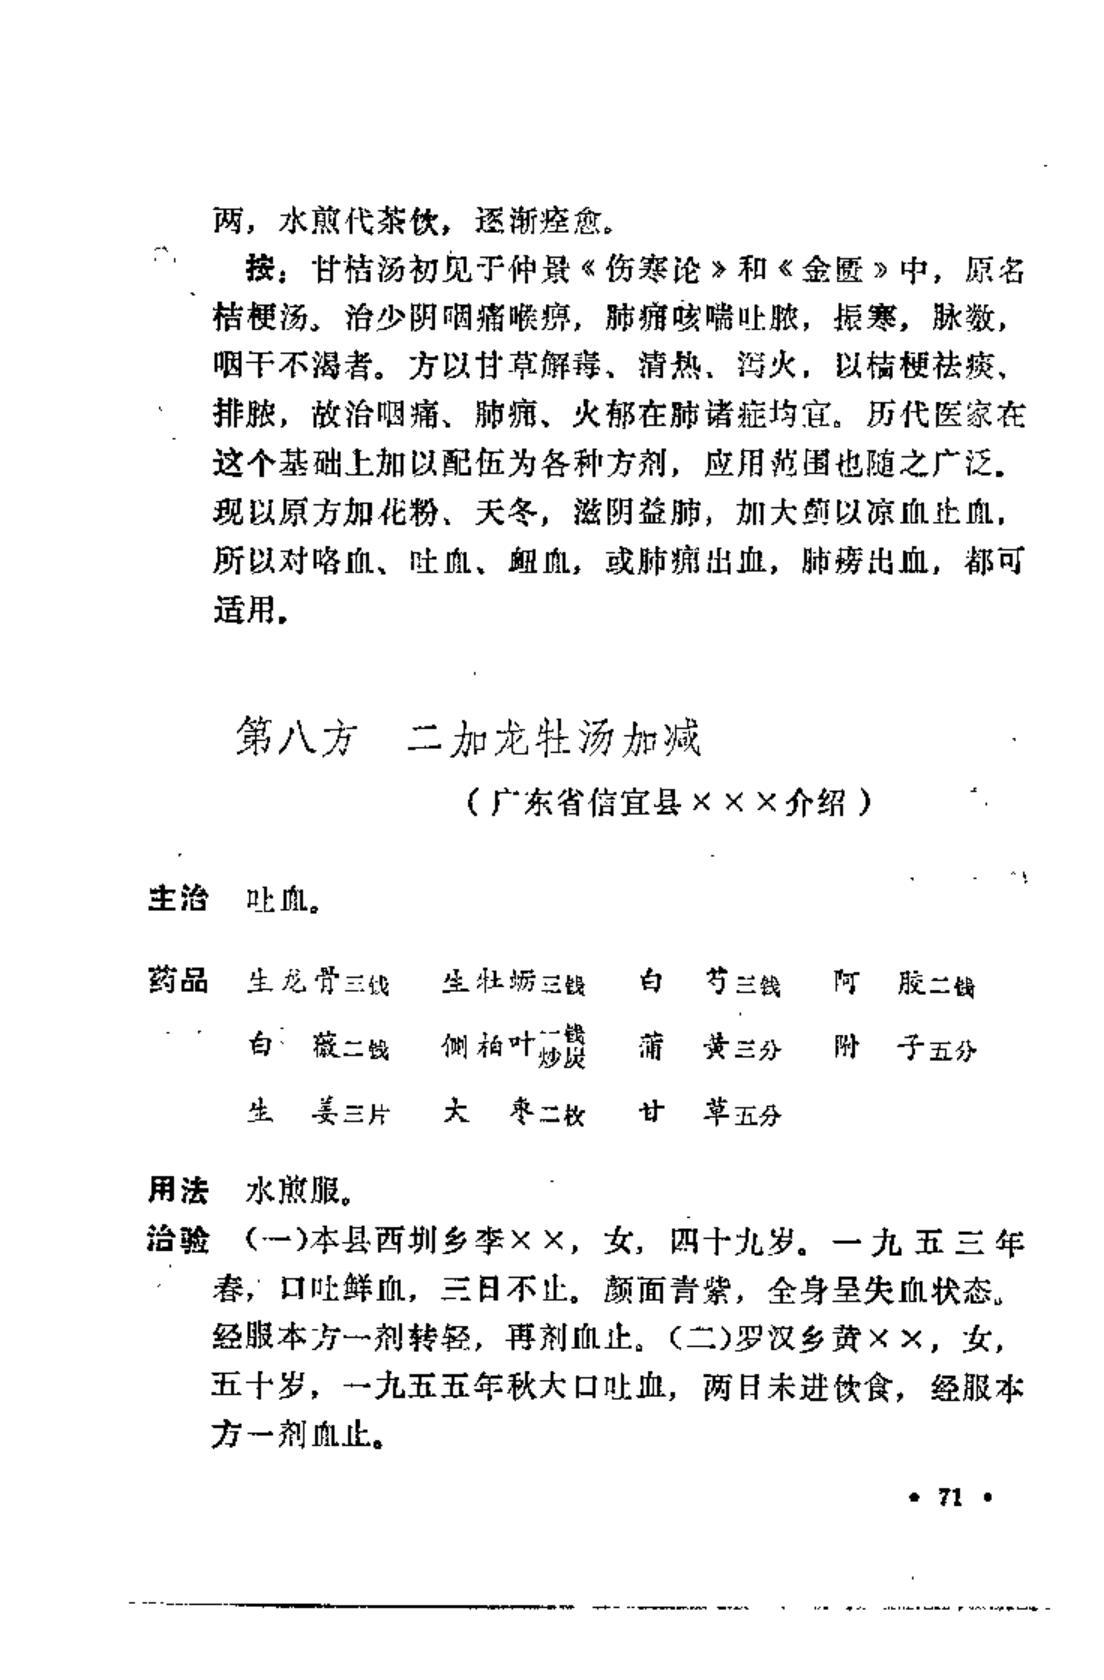 两，水煎代茶饮，逐渐痊愈。
按：甘桔汤初见于仲景《伤寒论》和《金匮》中，原名
桔梗汤。治少阴咽痛喉痹，肺痈咳喘吐脓，振寒，脉数，
咽干不渴者。方以甘草解毒、清热、泻火，以桔梗祛痰、
排脓，故治咽痛、肺痈、火郁在肺诸症均宜。历代医家在
这个基础上加以配伍为各种方剂，应用范围也随之广泛。
现以原方加花粉、天冬，滋阴益肺，加大蓟以凉血止血，
所以对咯血、吐血、衄血，或肺痈出血，肺痨出血，都可
适用。
第八方　二加龙牡汤加减
（广东省信宜县×××介绍）
主治　吐血。
药品　生龙骨三钱　生牡蛎三钱　白　芍三钱　阿　胶二钱
白　薇二钱　侧柏叶一钱炒炭　蒲　黄三分　附　子五分
生　姜三片　大　枣二枚　甘　草五分
用法　水煎服。
治验　（一）本县西圳乡李××，女，四十九岁。一九五三年
春，口吐鲜血，三日不止。颜面青紫，全身呈失血状态。
经服本方一剂转轻，再剂血止。（二）罗汉乡黄××，女，
五十岁，一九五五年秋大口吐血，两日未进饮食，经服本
方一剂血止。
• 71 •